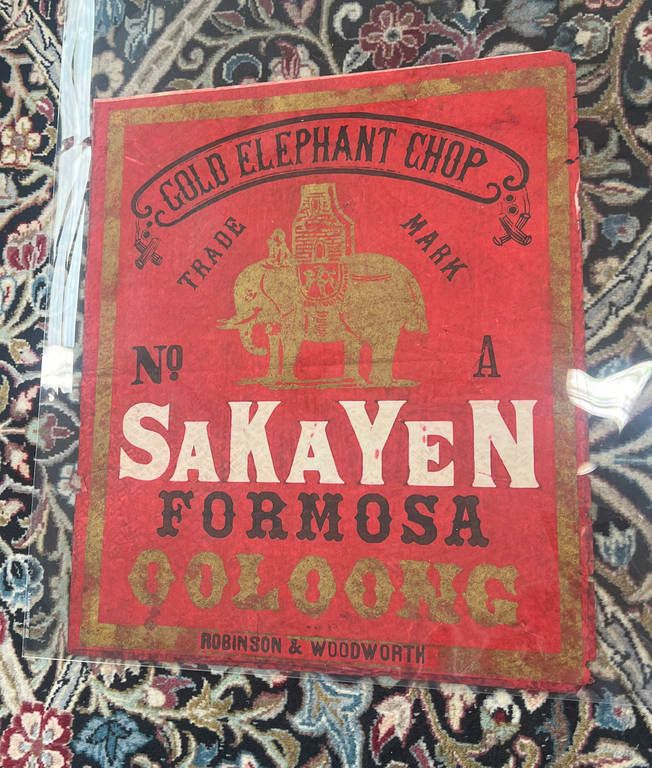 GOLD ELEPHANT CHOP
TRADE MARK
No A
SAKAYEN
FORMOSA
OOLOONG
ROBINSON & WOODWORTH